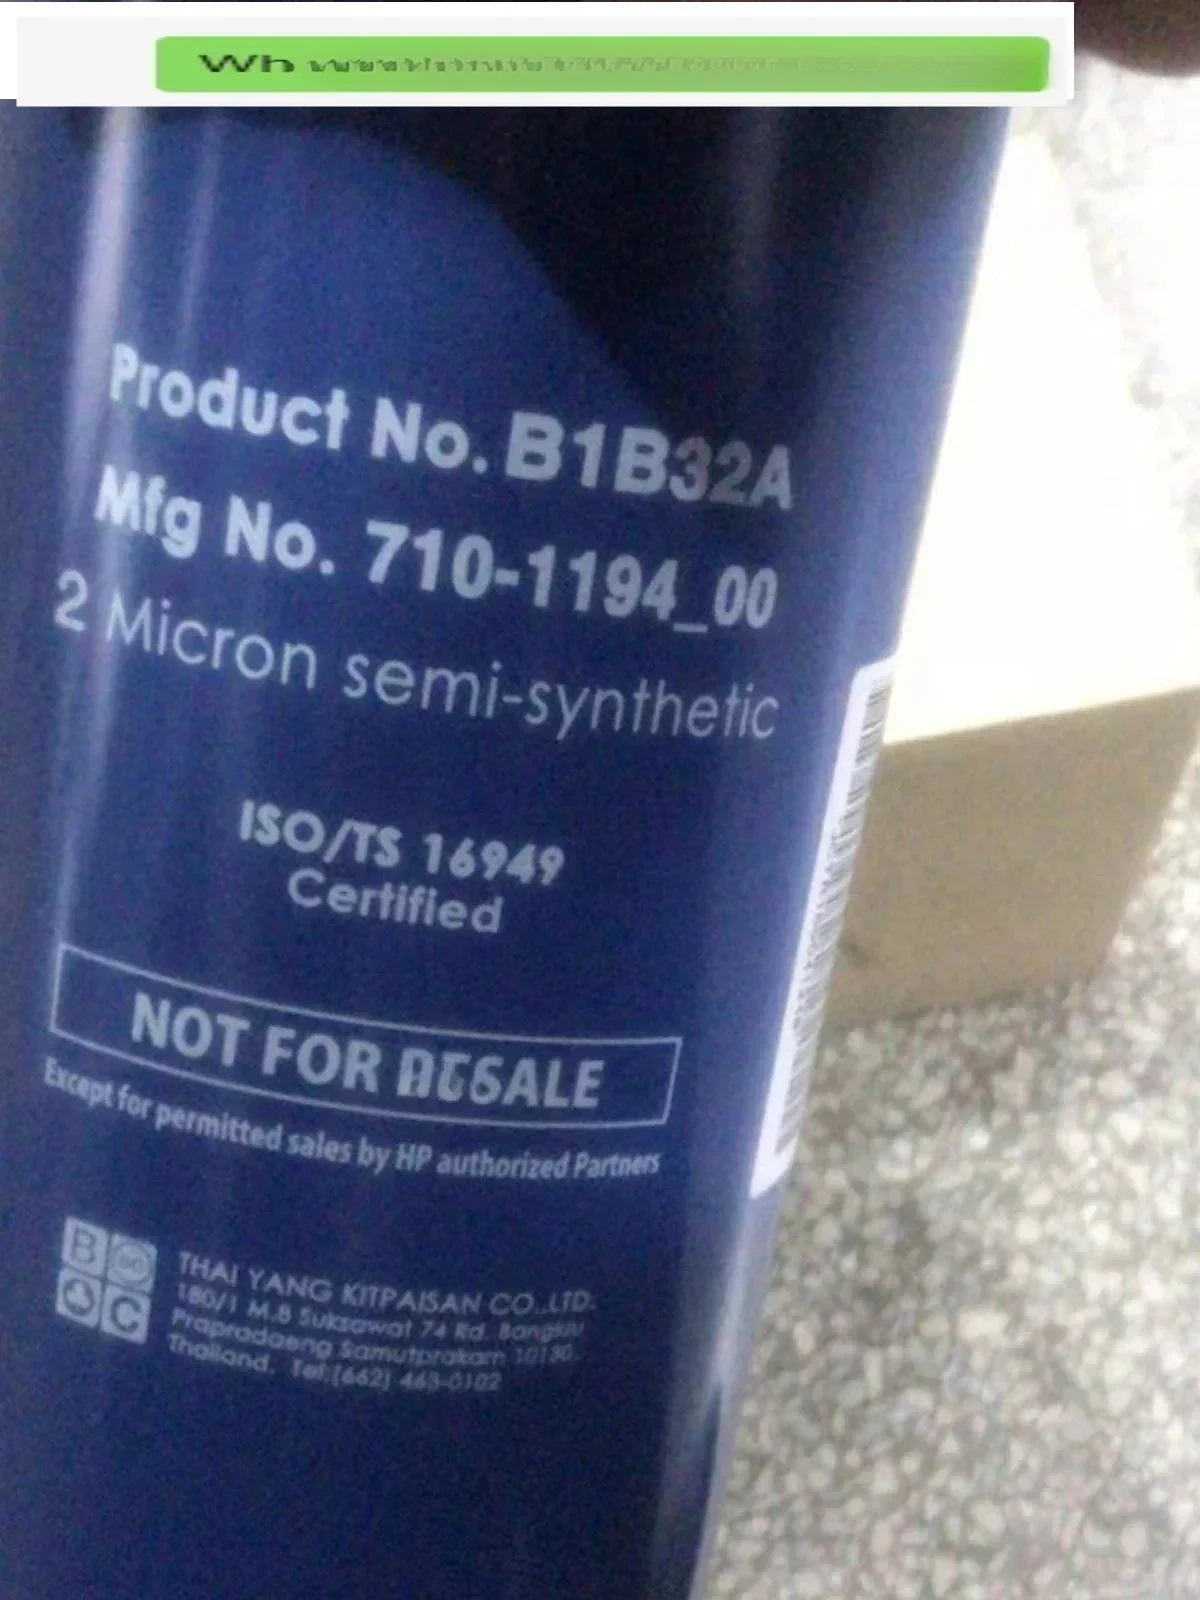 Product No. B1B32A
Mfg No. 710-1194_00
2 Micron semi-synthetic
ISO/TS 16949
Certified
NOT FOR RESALE
Except for permitted sales by HP authorized Partners
B
C
THAI YANG KITPAISAN CO.,LTD.
180/1 M.8 Suksawat 74 Rd.
Prapradaeng Samutprakarn 10130.
Thailand. Tel:(662) 463-0102